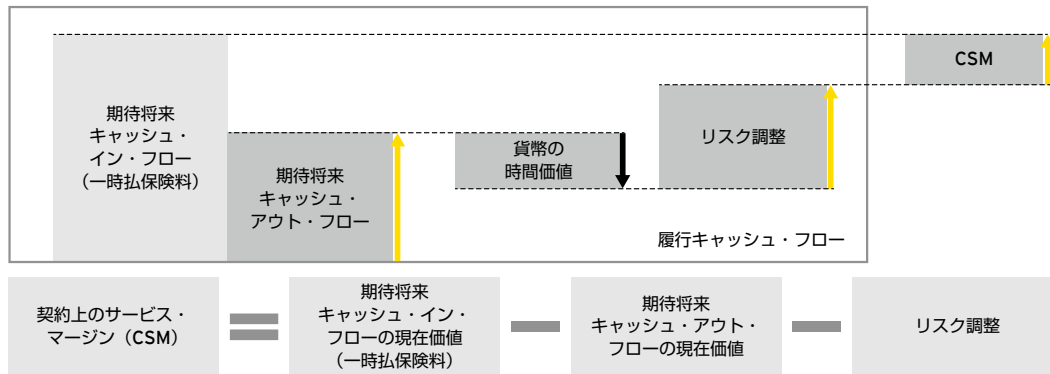 期待将来
キャッシュ・
イン・フロー
（一時払保険料）
期待将来
キャッシュ・
アウト・フロー
貨幣の
時間価値
リスク調整
CSM
履行キャッシュ・フロー
契約上のサービス・
マージン（CSM）
期待将来
キャッシュ・イン・
フローの現在価値
（一時払保険料）
期待将来
キャッシュ・アウト・
フローの現在価値
リスク調整